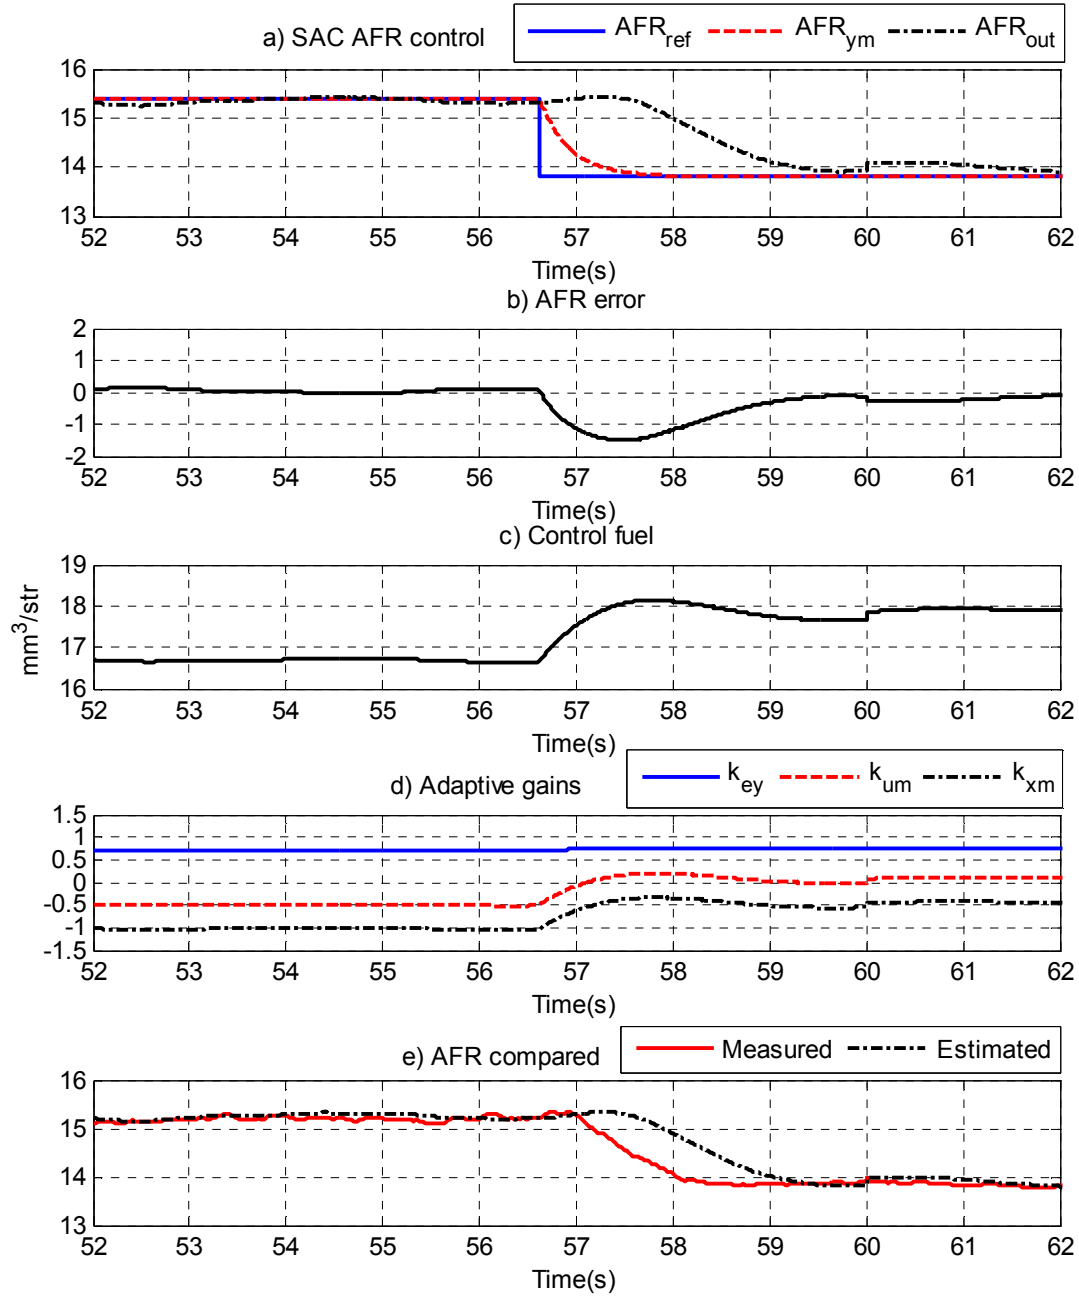 a) SAC AFR control
AFRref AFRym AFRout
16
15
14
13
52 53 54 55 56 57 58 59 60 61 62
Time(s)
b) AFR error
2
1
0
-1
-2
52 53 54 55 56 57 58 59 60 61 62
Time(s)
c) Control fuel
mm³/str
19
18
17
16
52 53 54 55 56 57 58 59 60 61 62
Time(s)
d) Adaptive gains
key kum kxm
1.5
1
0.5
0
-0.5
-1
-1.5
52 53 54 55 56 57 58 59 60 61 62
Time(s)
e) AFR compared
Measured Estimated
16
15
14
13
52 53 54 55 56 57 58 59 60 61 62
Time(s)